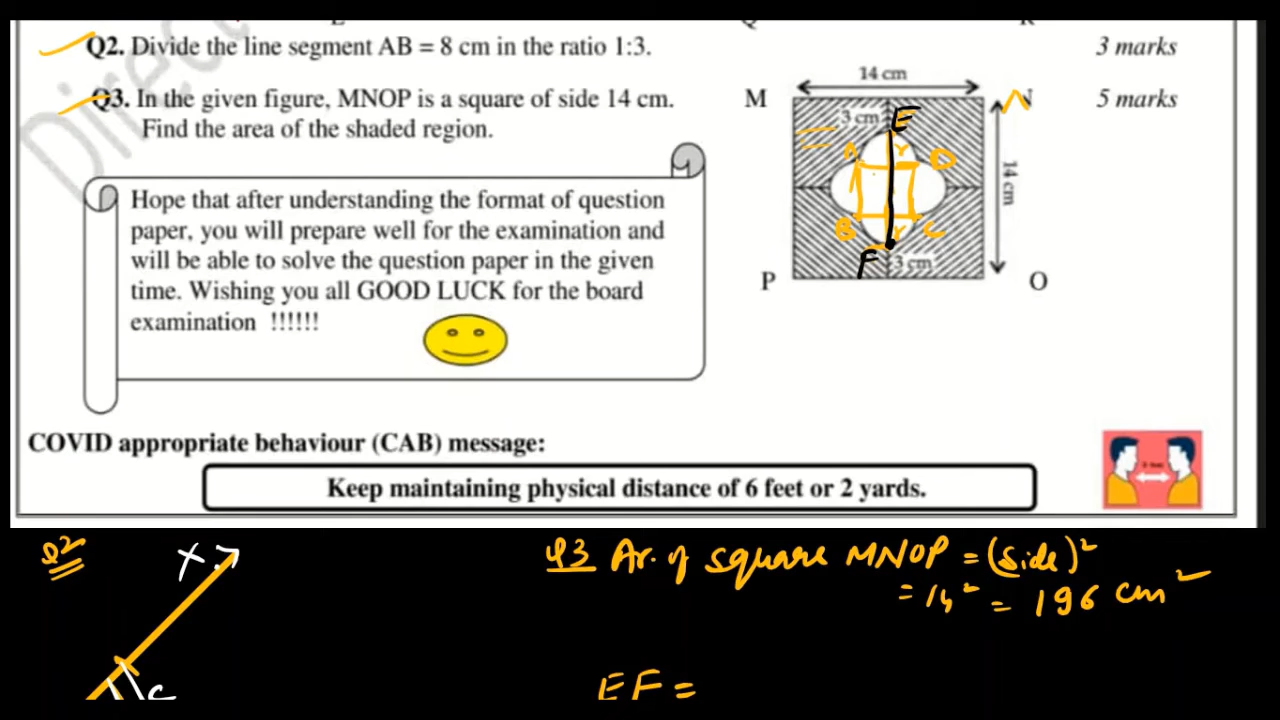 Direct
Q2. Divide the line segment AB = 8 cm in the ratio 1:3. 3 marks
Q3. In the given figure, MNOP is a square of side 14 cm. 5 marks
Find the area of the shaded region.
14 cm
M
N
3 cm
E
A
r
D
14 cm
B
r
C
F
3 cm
P
O
Hope that after understanding the format of question
paper, you will prepare well for the examination and
will be able to solve the question paper in the given
time. Wishing you all GOOD LUCK for the board
examination !!!!!!
COVID appropriate behaviour (CAB) message:
Keep maintaining physical distance of 6 feet or 2 yards.
Q2
X
C
Q3 Ar. of square MNOP = (Side)²
= 14² = 196 cm²
EF =